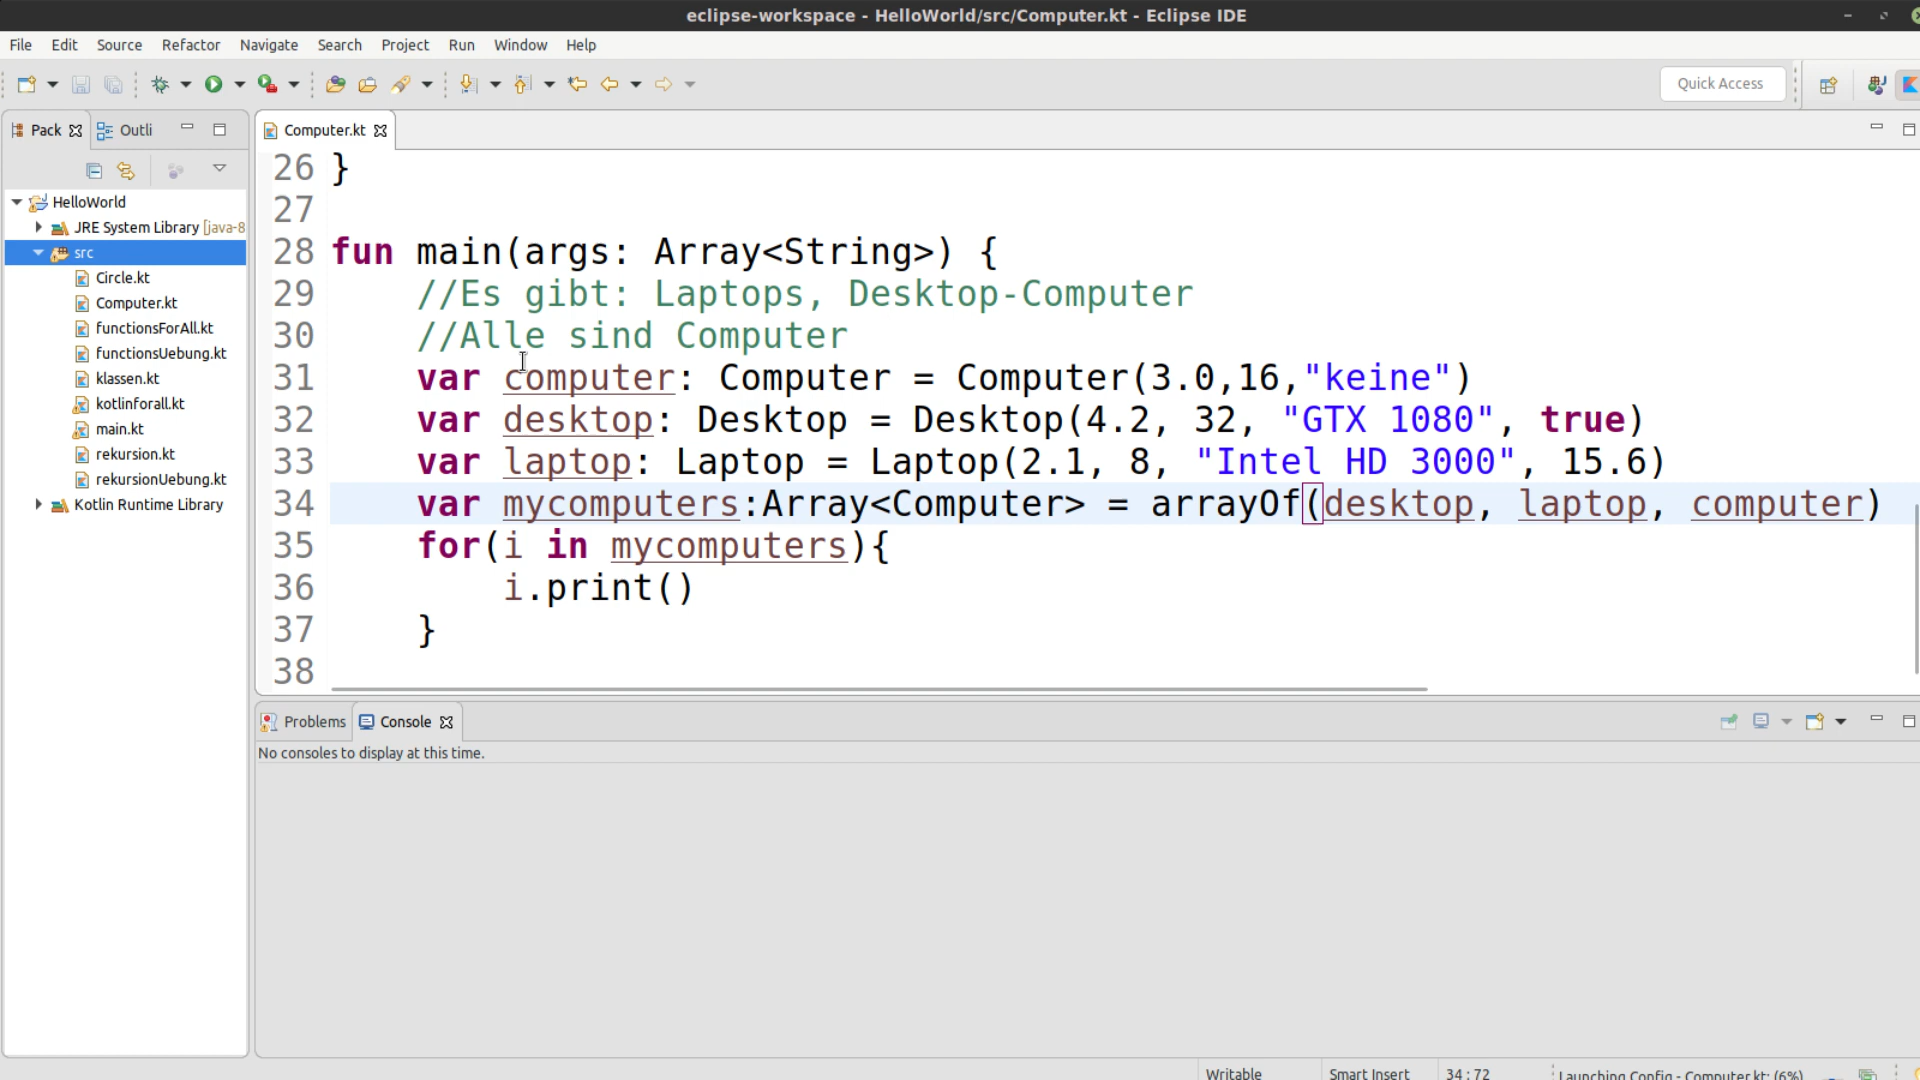 eclipse-workspace - HelloWorld/src/Computer.kt - Eclipse IDE
File Edit Source Refactor Navigate Search Project Run Window Help
Quick Access
Pack Outli
Computer.kt
HelloWorld
JRE System Library [java-8
src
Circle.kt
Computer.kt
functionsForAll.kt
functionsUebung.kt
klassen.kt
kotlinforall.kt
main.kt
rekursion.kt
rekursionUebung.kt
Kotlin Runtime Library
26 }
27
28 fun main(args: Array<String>) {
29 //Es gibt: Laptops, Desktop-Computer
30 //Alle sind Computer
31 var computer: Computer = Computer(3.0,16,"keine")
32 var desktop: Desktop = Desktop(4.2, 32, "GTX 1080", true)
33 var laptop: Laptop = Laptop(2.1, 8, "Intel HD 3000", 15.6)
34 var mycomputers:Array<Computer> = arrayOf(desktop, laptop, computer)
35 for(i in mycomputers){
36 i.print()
37 }
38
Problems Console
No consoles to display at this time.
Writable Smart Insert 34 : 72 Launching Config - Computer.kt: (6%)